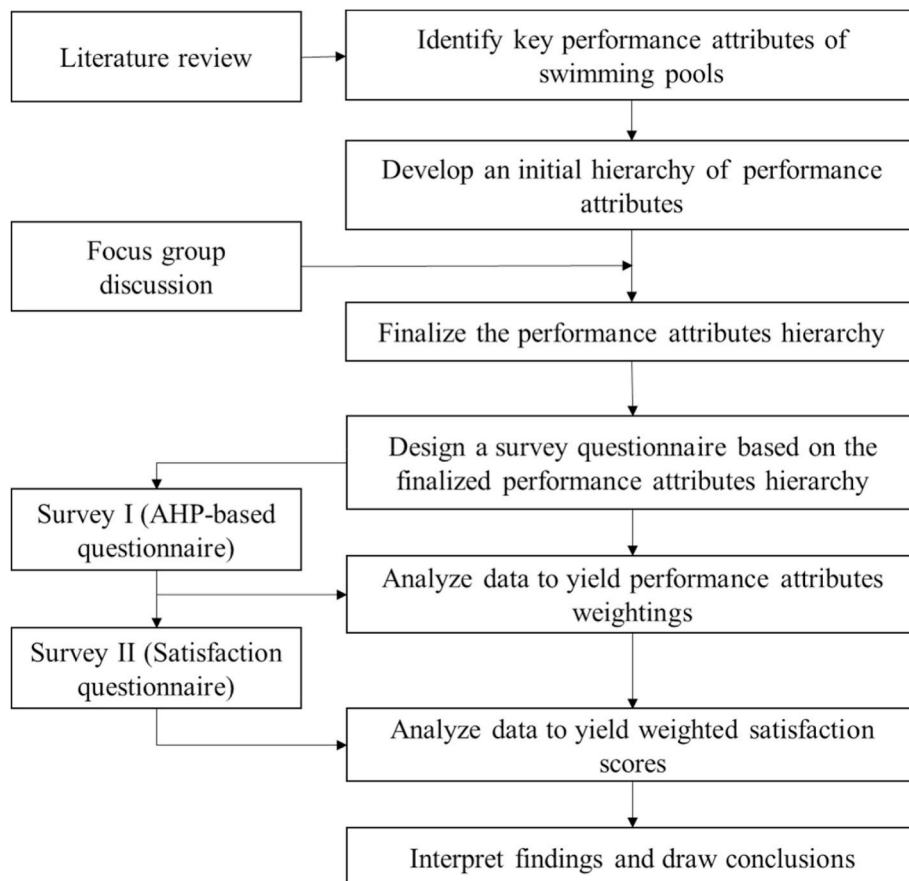 Literature review
Identify key performance attributes of
swimming pools
Develop an initial hierarchy of performance
attributes
Focus group
discussion
Finalize the performance attributes hierarchy
Design a survey questionnaire based on the
finalized performance attributes hierarchy
Survey I (AHP-based
questionnaire)
Analyze data to yield performance attributes
weightings
Survey II (Satisfaction
questionnaire)
Analyze data to yield weighted satisfaction
scores
Interpret findings and draw conclusions